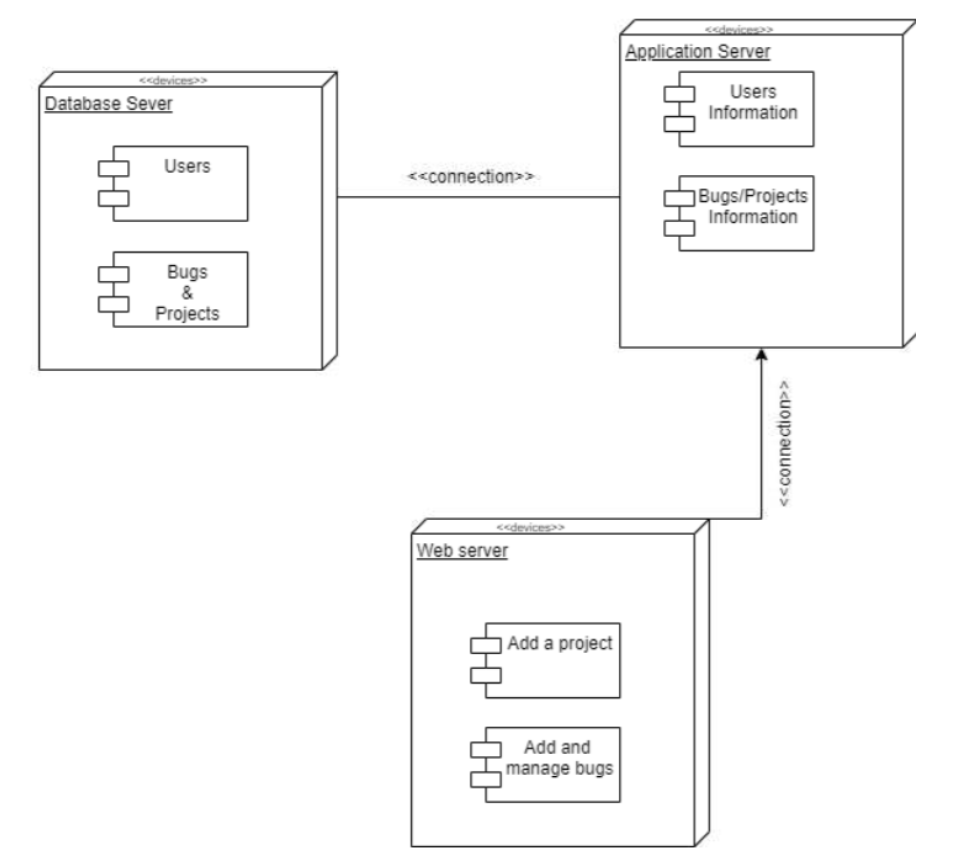 <<devices>>
Database Sever
Users
Bugs
&
Projects
<<connection>>
<<devices>>
Application Server
Users
Information
Bugs/Projects
Information
<<connection>>
<<devices>>
Web server
Add a project
Add and
manage bugs